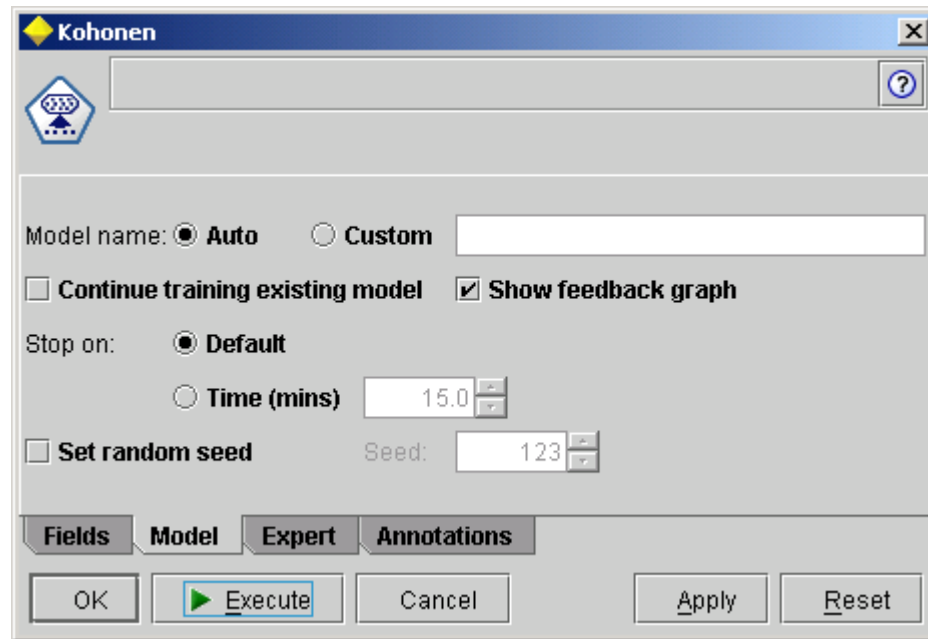 Kohonen
Model name: Auto Custom
Continue training existing model Show feedback graph
Stop on: Default
Time (mins) 15.0
Set random seed Seed: 123
Fields Model Expert Annotations
OK Execute Cancel Apply Reset